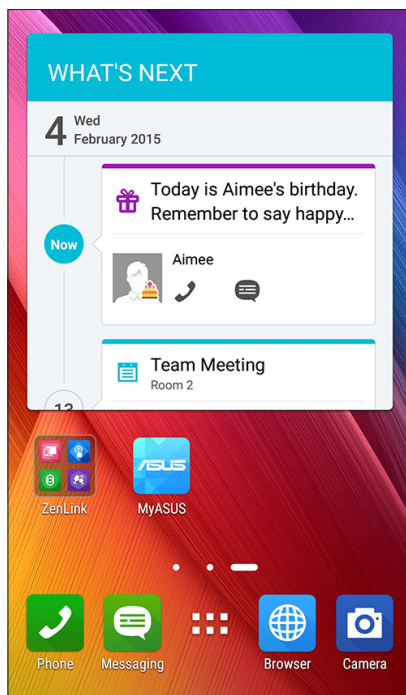 WHAT'S NEXT
4
Wed
February 2015
Today is Aimee's birthday.
Remember to say happy...
Now
Aimee
Team Meeting
Room 2
13
ZenLink
ASUS
MyASUS
Phone
Messaging
Browser
Camera